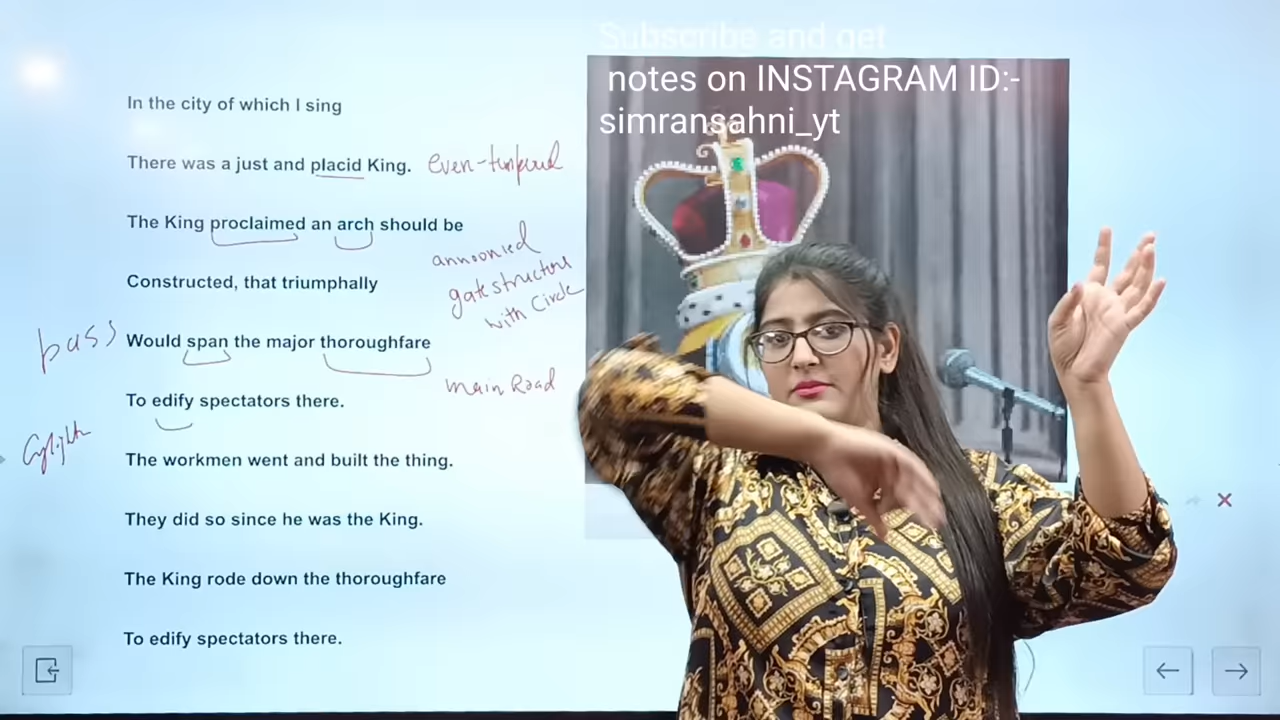 Subscribe and get
notes on INSTAGRAM ID:-
simransahni_yt
In the city of which I sing
There was a just and placid King. even-tempered
The King proclaimed an arch should be
announced
Constructed, that triumphally
gate structure
with Circle
pass Would span the major thoroughfare
main Road
To edify spectators there.
The workmen went and built the thing.
They did so since he was the King.
The King rode down the thoroughfare
To edify spectators there.